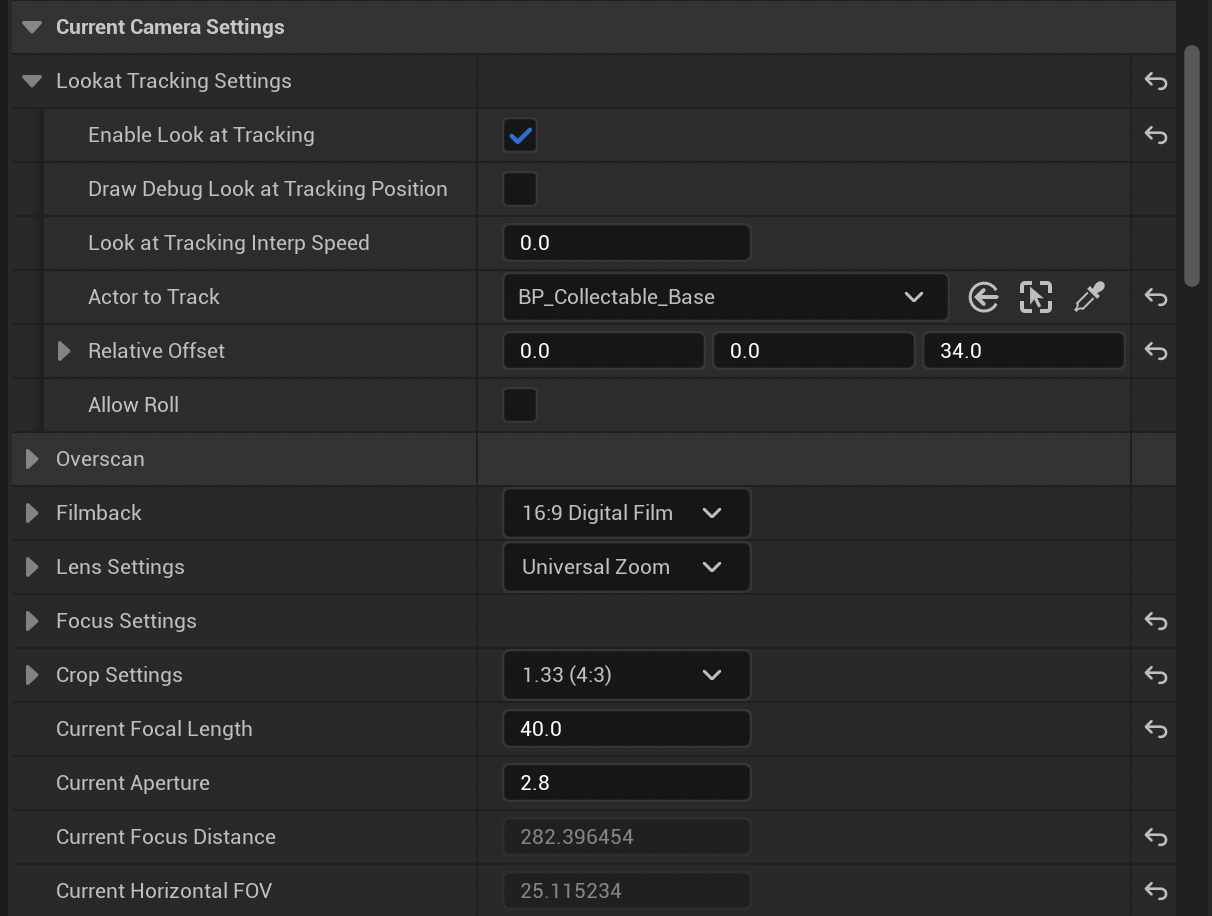 Current Camera Settings
Lookat Tracking Settings
Enable Look at Tracking
Draw Debug Look at Tracking Position
Look at Tracking Interp Speed 0.0
Actor to Track BP_Collectable_Base
Relative Offset 0.0 0.0 34.0
Allow Roll
Overscan
Filmback 16:9 Digital Film
Lens Settings Universal Zoom
Focus Settings
Crop Settings 1.33 (4:3)
Current Focal Length 40.0
Current Aperture 2.8
Current Focus Distance 282.396454
Current Horizontal FOV 25.115234